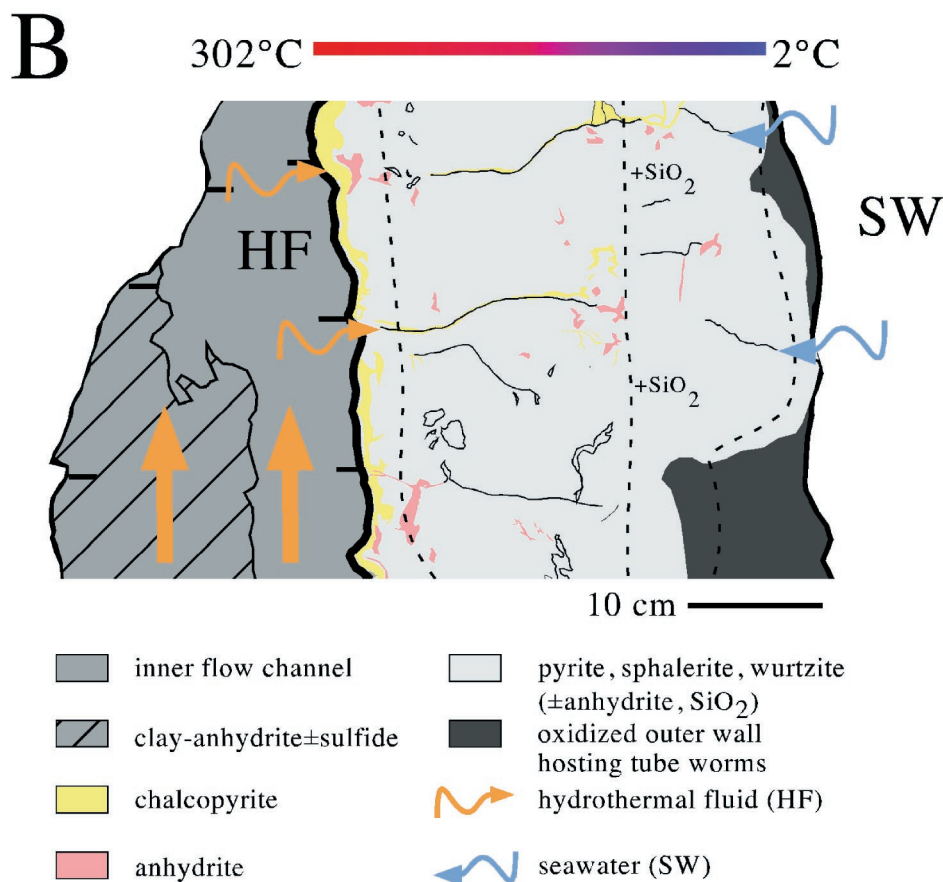 B
302°C 2°C
+SiO₂
HF
SW
+SiO₂
10 cm
inner flow channel
clay-anhydrite±sulfide
chalcopyrite
anhydrite
pyrite, sphalerite, wurtzite
(±anhydrite, SiO₂)
oxidized outer wall
hosting tube worms
hydrothermal fluid (HF)
seawater (SW)